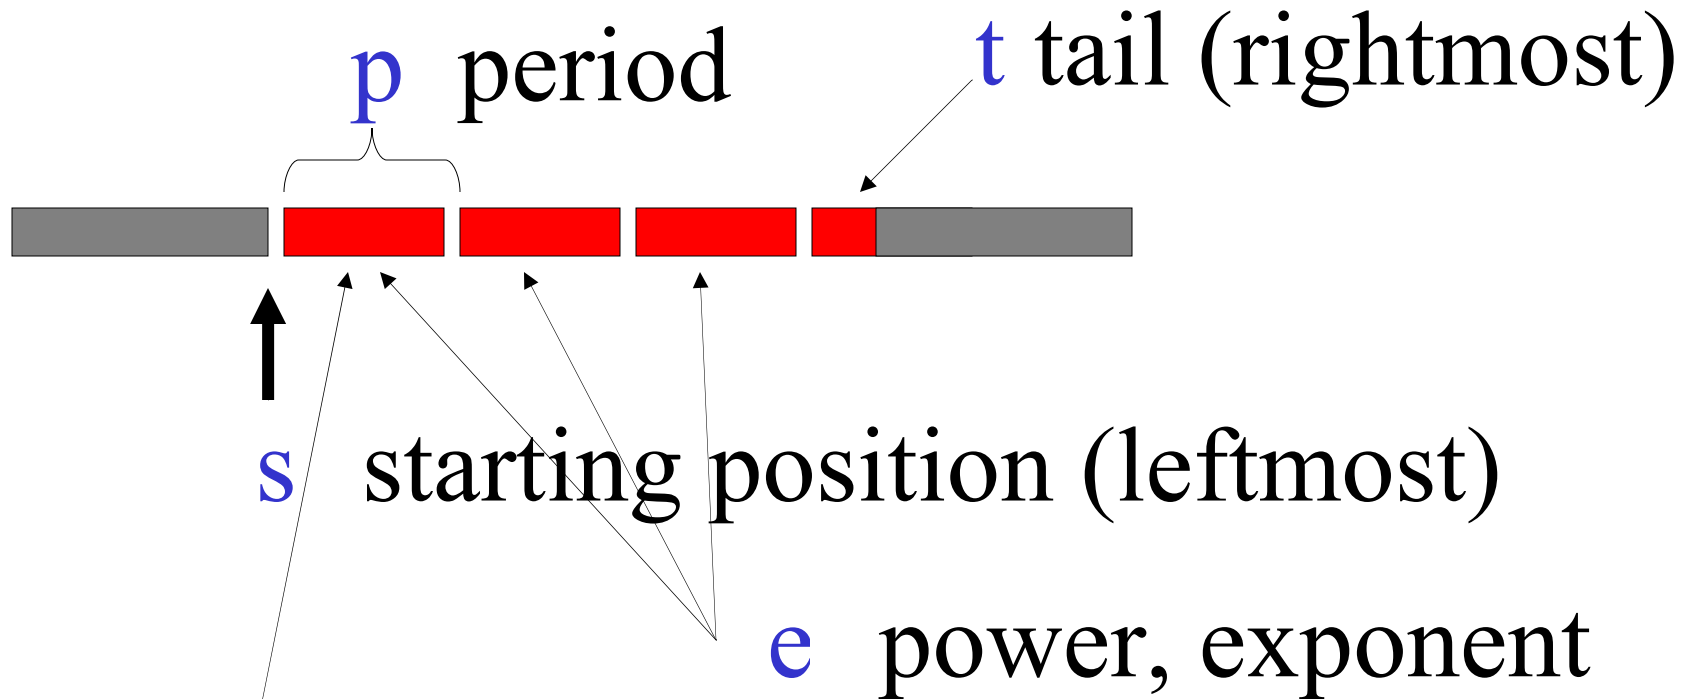 p period
t tail (rightmost)
s starting position (leftmost)
e power, exponent